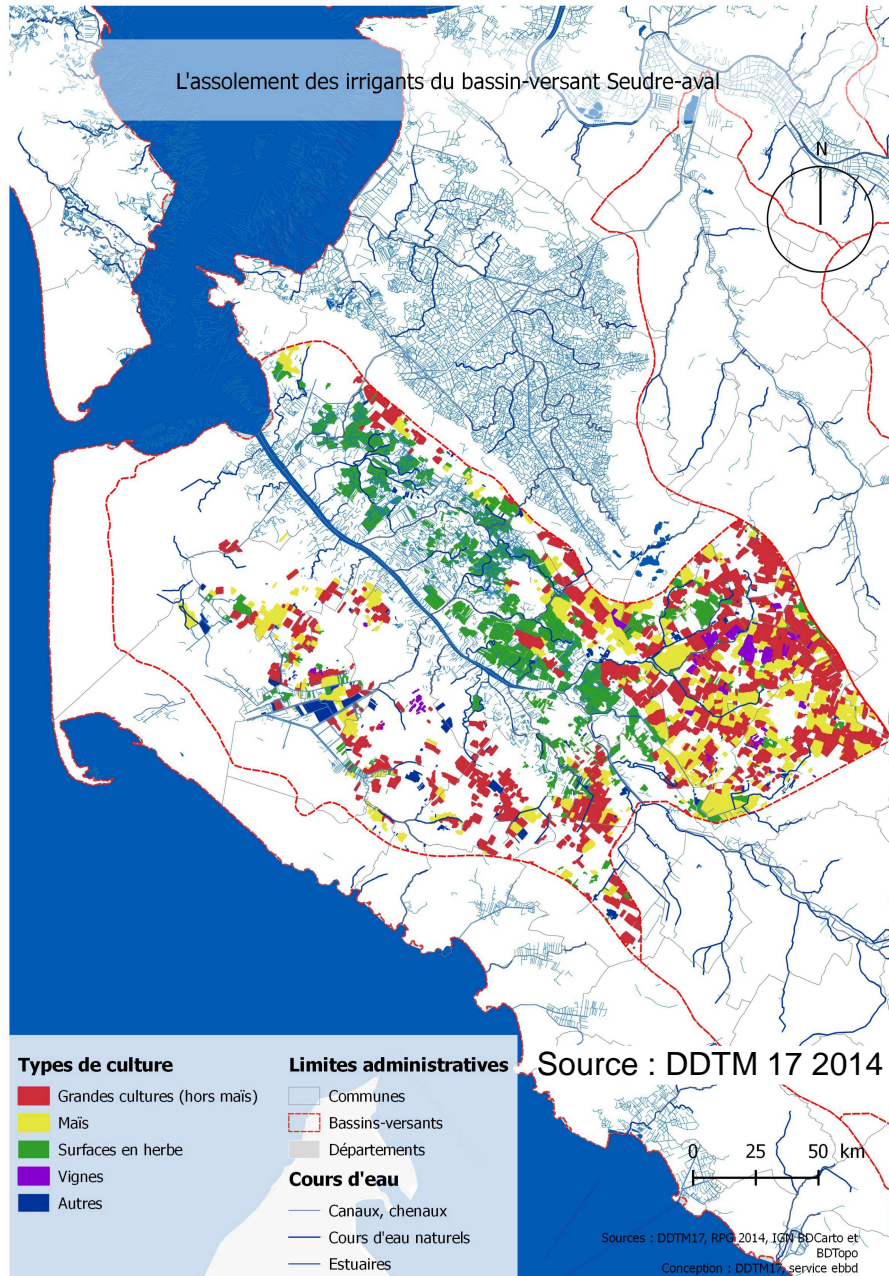 L'assolement des irrigants du bassin-versant Seudre-aval
N
Types de culture
Grandes cultures (hors maïs)
Maïs
Surfaces en herbe
Vignes
Autres
Limites administratives
Communes
Bassins-versants
Départements
Cours d'eau
Canaux, chenaux
Cours d'eau naturels
Estuaires
Source : DDTM 17 2014
0 25 50 km
Sources : DDTM17, RPG 2014, IGN BDCarto et
BDTopo
Conception : DDTM17, service ebbd